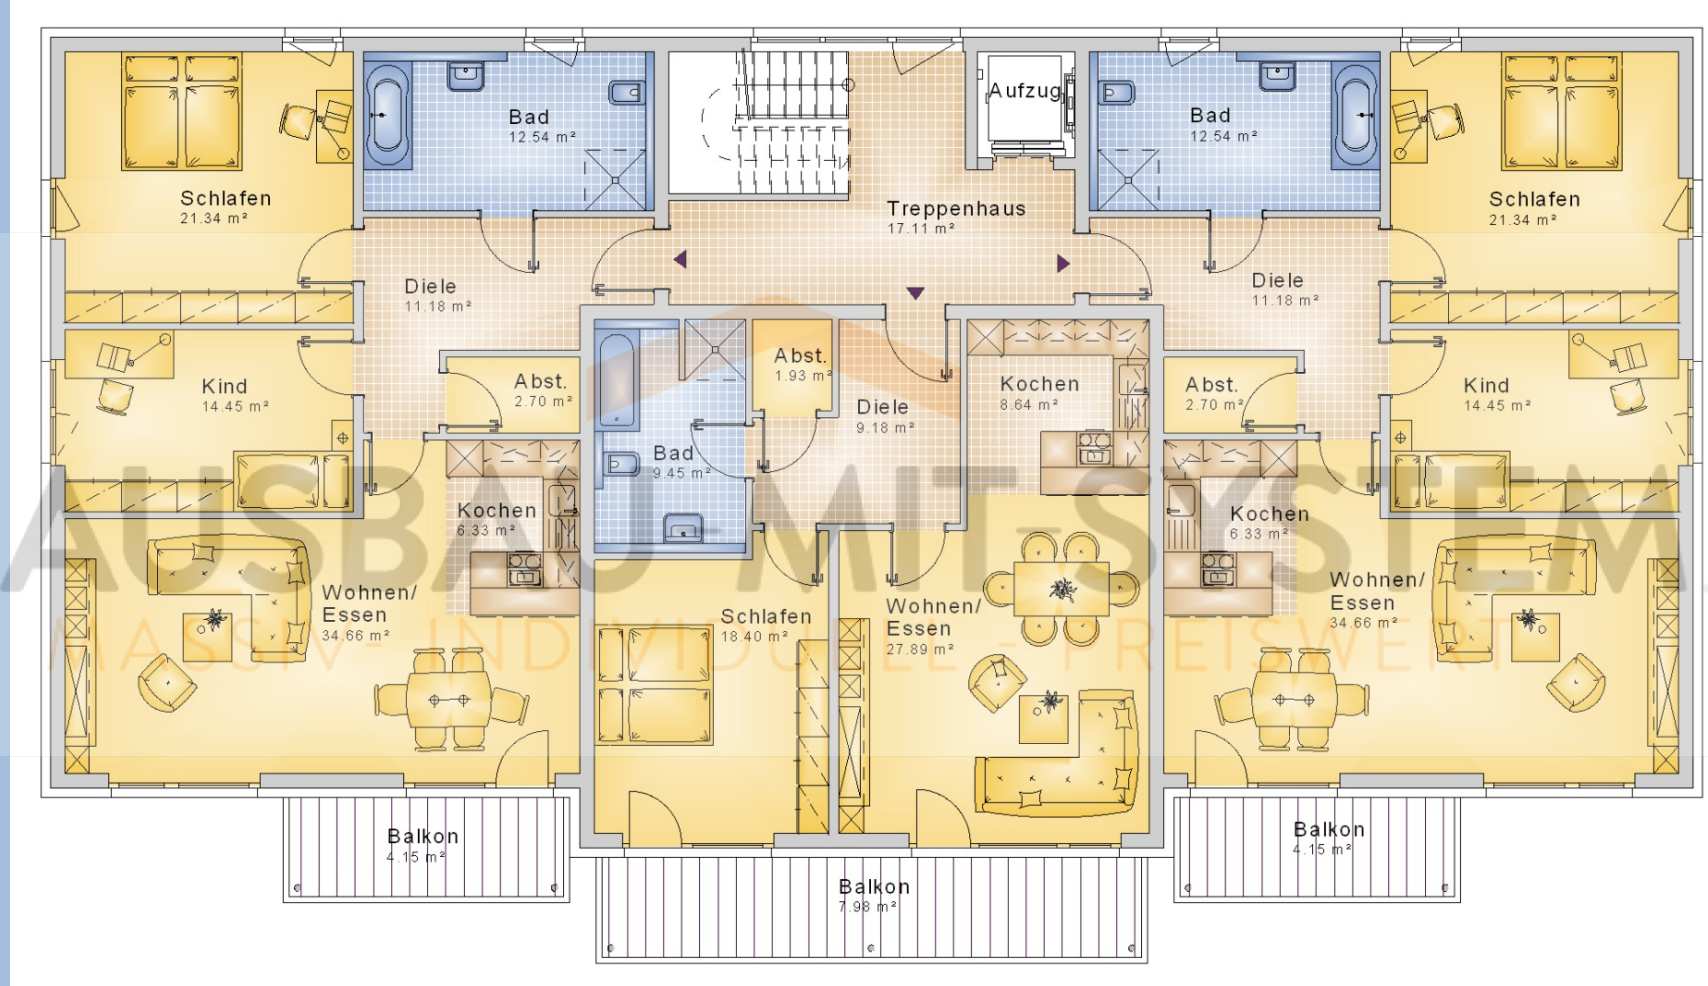 Aufzug
Bad
12.54 m²
Bad
12.54 m²
Schlafen
21.34 m²
Treppenhaus
17.11 m²
Schlafen
21.34 m²
Diele
11.18 m²
Diele
11.18 m²
Kind
14.45 m²
Abst.
2.70 m²
Abst.
1.93 m²
Diele
9.18 m²
Kochen
8.64 m²
Abst.
2.70 m²
Kind
14.45 m²
Bad
9.45 m²
Kochen
6.33 m²
Kochen
6.33 m²
AUSBAU-MIT-SYSTEM
MASSIV - INDIVIDUELL - PREISWERT
Wohnen/
Essen
34.66 m²
Schlafen
18.40 m²
Wohnen/
Essen
27.89 m²
Wohnen/
Essen
34.66 m²
Balkon
4.15 m²
Balkon
7.98 m²
Balkon
4.15 m²